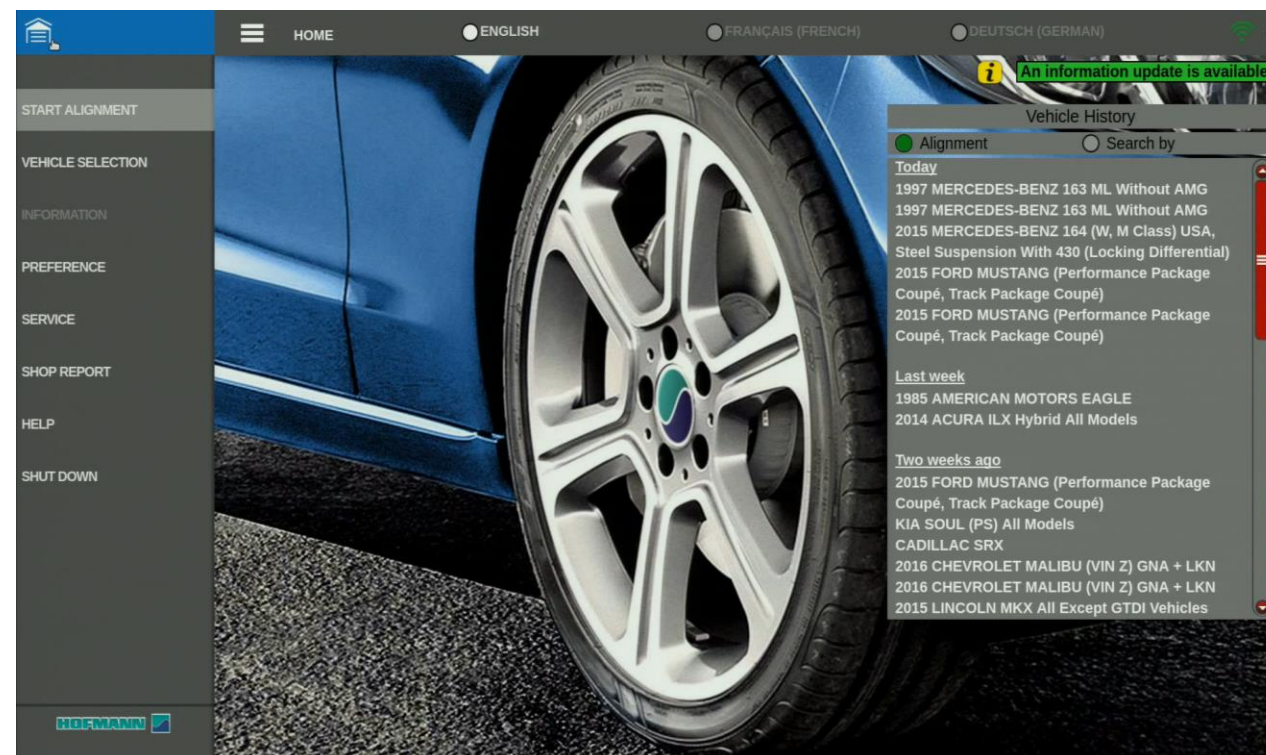 HOME
ENGLISH
FRANÇAIS (FRENCH)
DEUTSCH (GERMAN)
START ALIGNMENT
VEHICLE SELECTION
INFORMATION
PREFERENCE
SERVICE
SHOP REPORT
HELP
SHUT DOWN
HOFMANN
i An information update is available
Vehicle History
Alignment
Search by
Today
1997 MERCEDES-BENZ 163 ML Without AMG
1997 MERCEDES-BENZ 163 ML Without AMG
2015 MERCEDES-BENZ 164 (W, M Class) USA,
Steel Suspension With 430 (Locking Differential)
2015 FORD MUSTANG (Performance Package
Coupé, Track Package Coupé)
2015 FORD MUSTANG (Performance Package
Coupé, Track Package Coupé)
Last week
1985 AMERICAN MOTORS EAGLE
2014 ACURA ILX Hybrid All Models
Two weeks ago
2015 FORD MUSTANG (Performance Package
Coupé, Track Package Coupé)
KIA SOUL (PS) All Models
CADILLAC SRX
2016 CHEVROLET MALIBU (VIN Z) GNA + LKN
2016 CHEVROLET MALIBU (VIN Z) GNA + LKN
2015 LINCOLN MKX All Except GTDI Vehicles